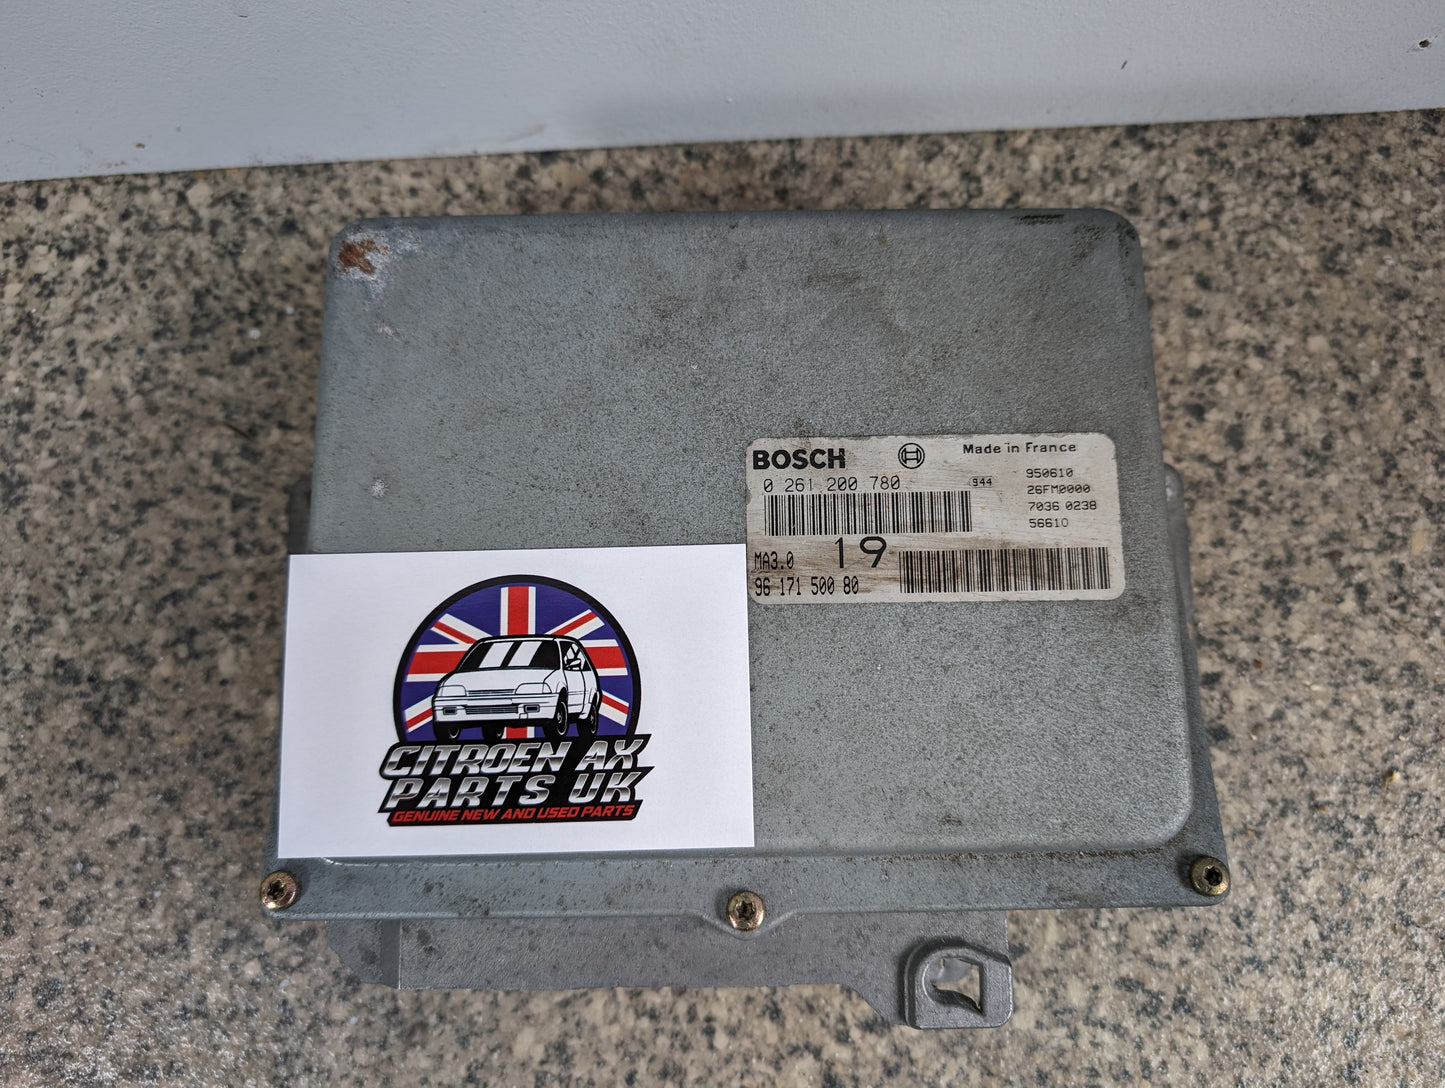 BOSCH Made in France
0 261 200 780 944 950610
26FM0000
7036 0238
56610
MA3.0 19
96 171 500 80
CITROEN AX
PARTS UK
GENUINE NEW AND USED PARTS